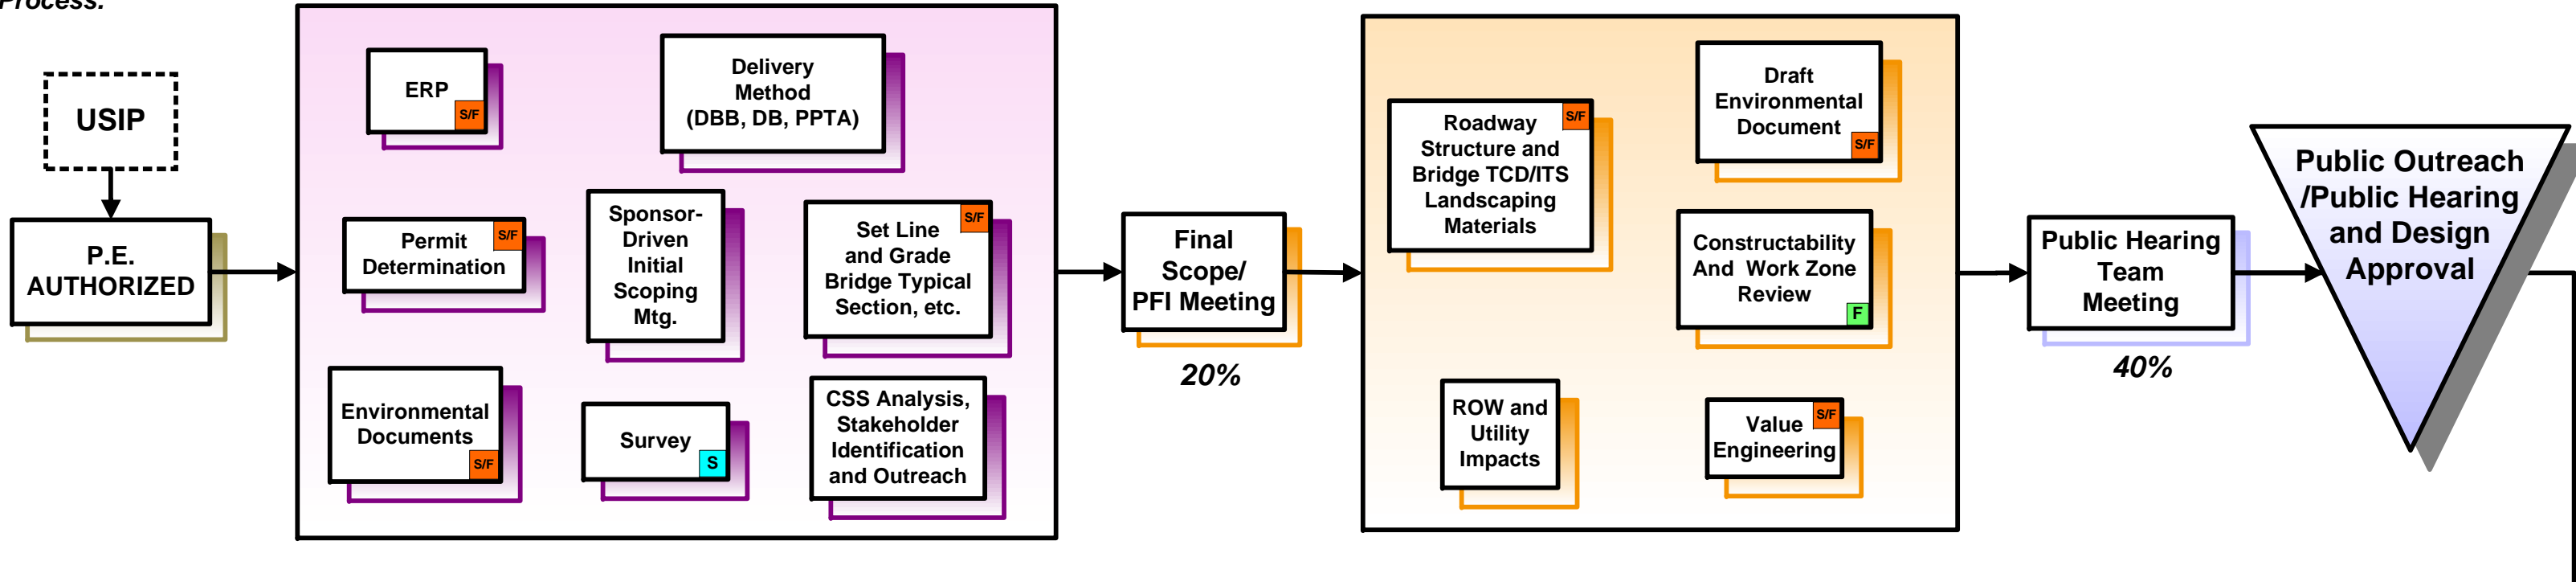 Process:
USIP
P.E.
AUTHORIZED
ERP
S/F
Delivery
Method
(DBB, DB, PPTA)
Permit
Determination
S/F
Sponsor-
Driven
Initial
Scoping
Mtg.
Set Line
and Grade
Bridge Typical
Section, etc.
S/F
Environmental
Documents
S/F
Survey
S
CSS Analysis,
Stakeholder
Identification
and Outreach
Final
Scope/
PFI Meeting
20%
Roadway
Structure and
Bridge TCD/ITS
Landscaping
Materials
S/F
Draft
Environmental
Document
S/F
Constructability
And Work Zone
Review
F
ROW and
Utility
Impacts
Value
Engineering
S/F
Public Hearing
Team
Meeting
40%
Public Outreach
/Public Hearing
and Design
Approval